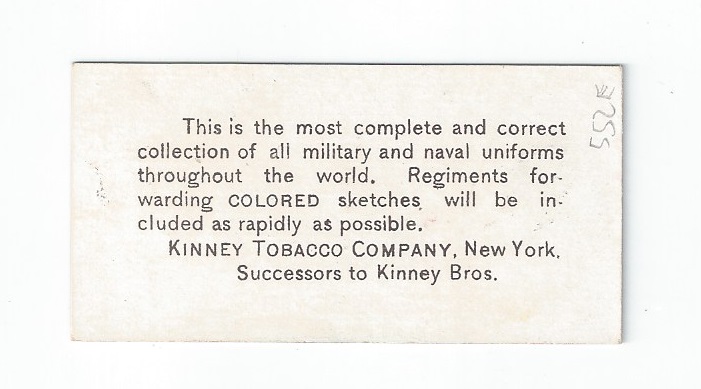 This is the most complete and correct
collection of all military and naval uniforms
throughout the world. Regiments for-
warding COLORED sketches will be in-
cluded as rapidly as possible.
KINNEY TOBACCO COMPANY, New York,
Successors to Kinney Bros.
552E